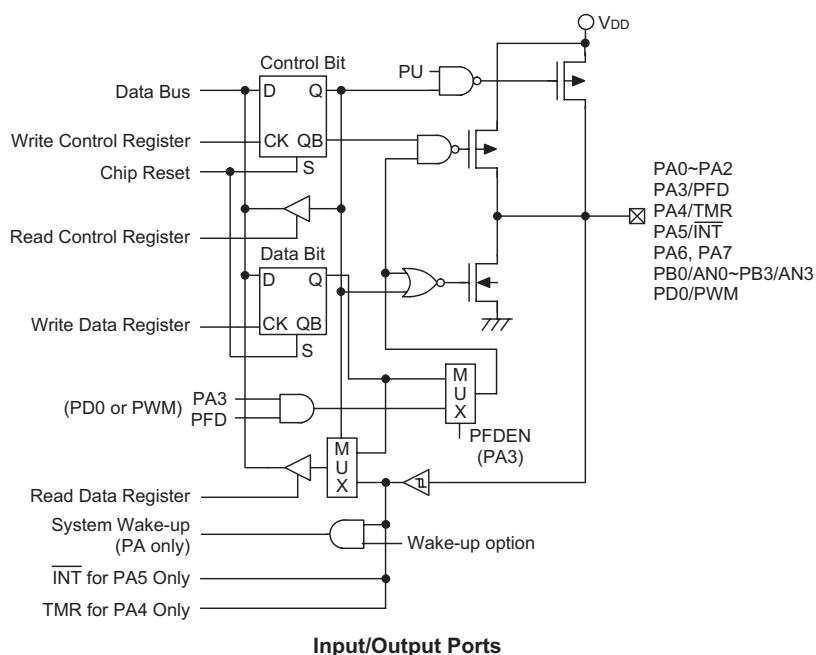 VDD
Control Bit
PU
Data Bus
D Q
Write Control Register
CK QB
Chip Reset
S
PA0~PA2
PA3/PFD
PA4/TMR
PA5/I̅N̅T̅
PA6, PA7
PB0/AN0~PB3/AN3
PD0/PWM
Read Control Register
Data Bit
D Q
Write Data Register
CK QB
S
MUX
(PD0 or PWM)
PA3
PFD
PFDEN
(PA3)
MUX
Read Data Register
System Wake-up
(PA only)
Wake-up option
I̅N̅T̅ for PA5 Only
TMR for PA4 Only
Input/Output Ports